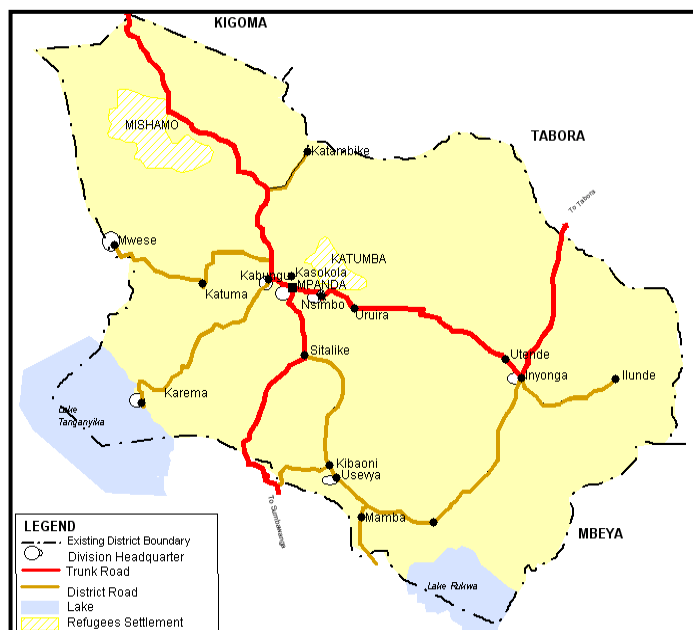 KIGOMA
MISHAMO
TABORA
Katambike
To Tabora
Mwese
KATUMBA
Kabungu
Kasokola
MPANDA
Katuma
Nsimbo
Uruira
Sitalike
Utende
Inyonga
Ilunde
Karema
Lake
Tanganyika
Kibaoni
Usevya
To Sumbawanga
Mamba
MBEYA
Lake Rukwa
LEGEND
Existing District Boundary
Division Headquarter
Trunk Road
District Road
Lake
Refugees Settlement